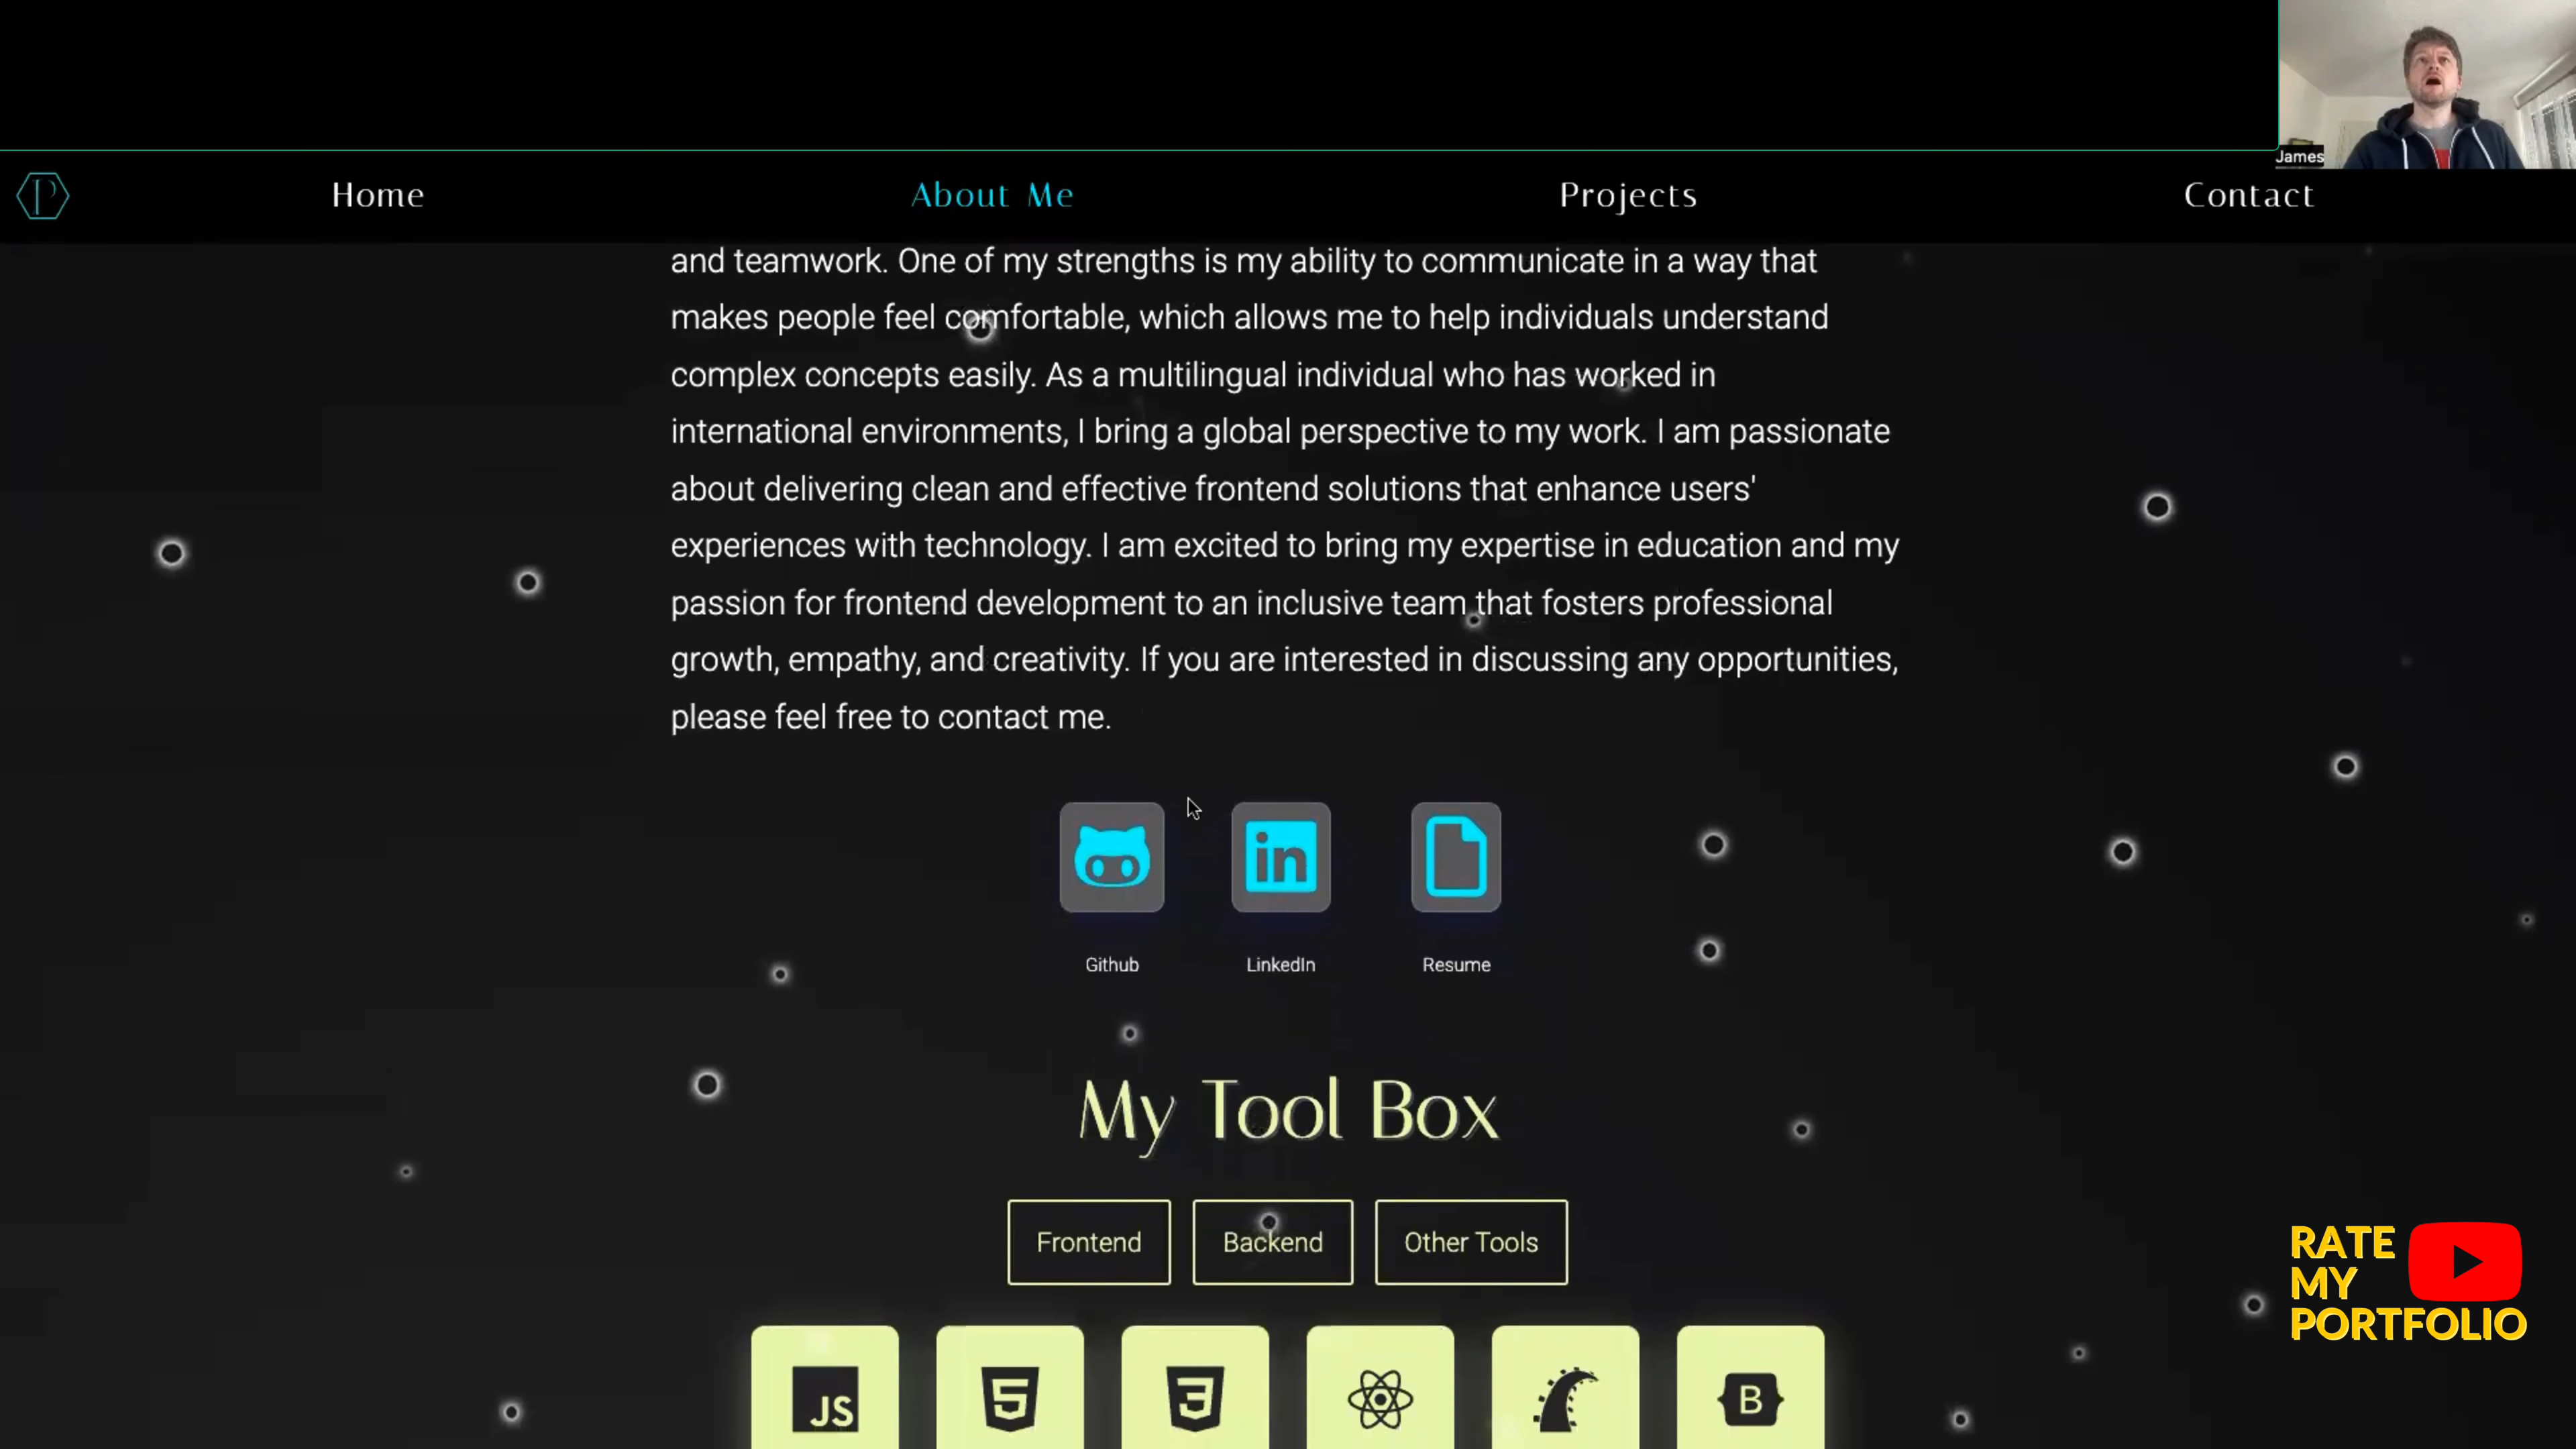 James
P
Home
About Me
Projects
Contact
and teamwork. One of my strengths is my ability to communicate in a way that
makes people feel comfortable, which allows me to help individuals understand
complex concepts easily. As a multilingual individual who has worked in
international environments, I bring a global perspective to my work. I am passionate
about delivering clean and effective frontend solutions that enhance users'
experiences with technology. I am excited to bring my expertise in education and my
passion for frontend development to an inclusive team that fosters professional
growth, empathy, and creativity. If you are interested in discussing any opportunities,
please feel free to contact me.
in
Github
LinkedIn
Resume
My Tool Box
Frontend
Backend
Other Tools
JS
5
3
B
RATE
MY
PORTFOLIO